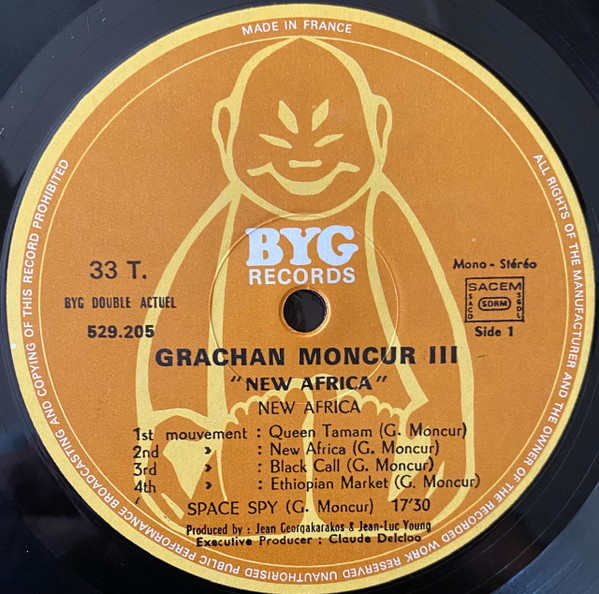 MADE IN FRANCE
ALL RIGHTS OF THE MANUFACTURER AND THE OWNER OF THE RECORDED WORK RESERVED UNAUTHORISED PUBLIC PERFORMANCE BROADCASTING AND COPYING OF THIS RECORD PROHIBITED
BYG
RECORDS
33 T.
BYG DOUBLE ACTUEL
529.205
Mono - Stéréo
SACEM
SACD
SDRM
SGDL
Side 1
GRACHAN MONCUR III
"NEW AFRICA"
NEW AFRICA
1st mouvement : Queen Tamam (G. Moncur)
2nd » : New Africa (G. Moncur)
3rd » : Black Call (G. Moncur)
4th » : Ethiopian Market (G. Moncur)
SPACE SPY (G. Moncur) 17'30
Produced by : Jean Georgakarakos & Jean-Luc Young
Executive Producer : Claude Delcloo